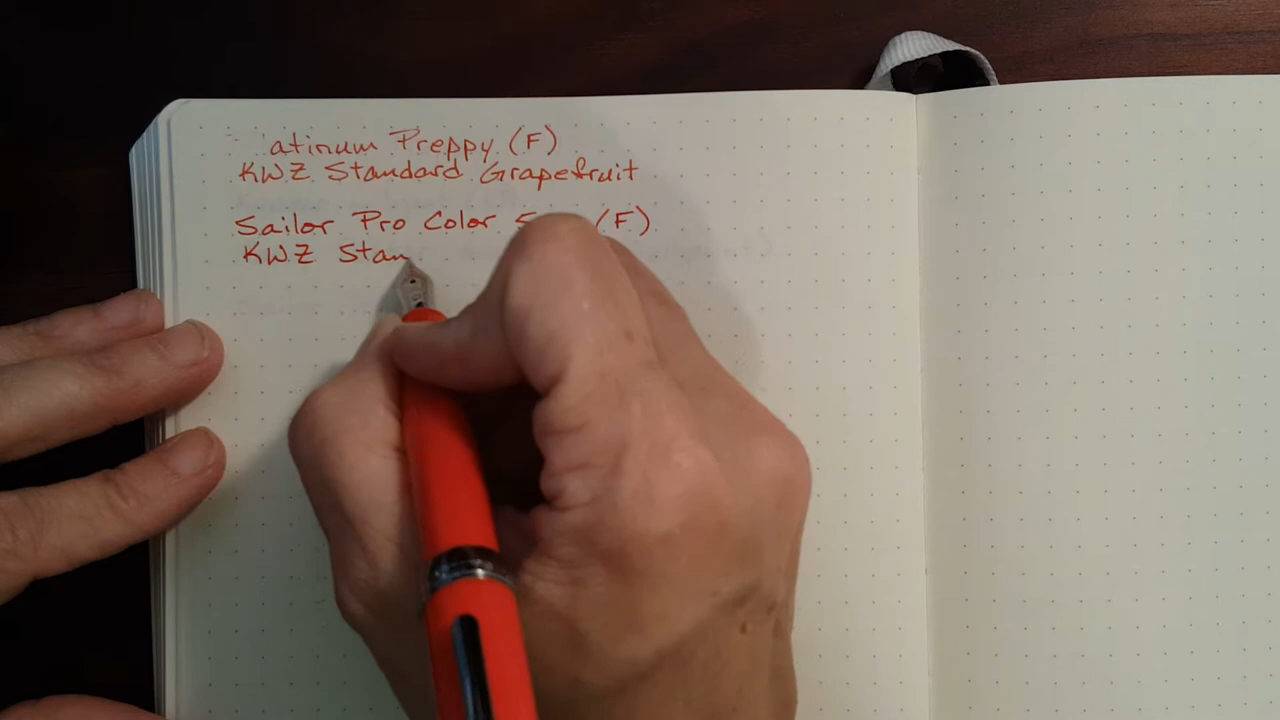 atinum Preppy (F)
KWZ Standard Grapefruit
Sailor Pro Color (F)
KWZ Stan